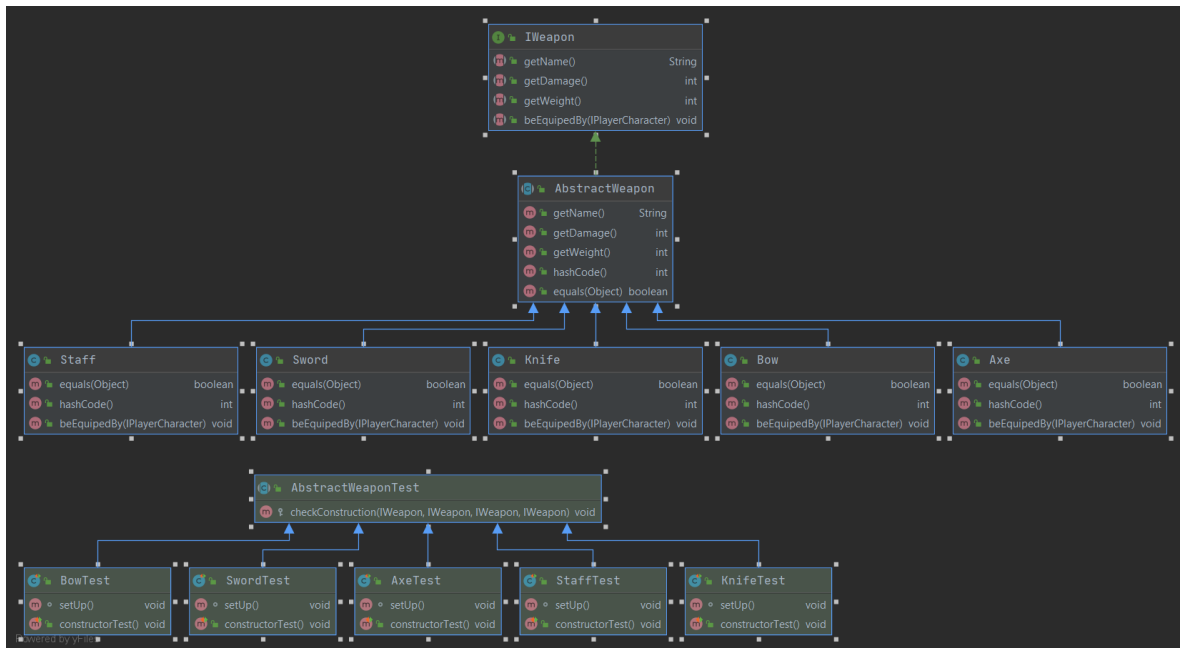 IWeapon
getName() String
getDamage() int
getWeight() int
beEquipedBy(IPlayerCharacter) void
AbstractWeapon
getName() String
getDamage() int
getWeight() int
hashCode() int
equals(Object) boolean
Staff
equals(Object) boolean
hashCode() int
beEquipedBy(IPlayerCharacter) void
Sword
equals(Object) boolean
hashCode() int
beEquipedBy(IPlayerCharacter) void
Knife
equals(Object) boolean
hashCode() int
beEquipedBy(IPlayerCharacter) void
Bow
equals(Object) boolean
hashCode() int
beEquipedBy(IPlayerCharacter) void
Axe
equals(Object) boolean
hashCode() int
beEquipedBy(IPlayerCharacter) void
AbstractWeaponTest
checkConstruction(IWeapon, IWeapon, IWeapon, IWeapon) void
BowTest
setUp() void
constructorTest() void
SwordTest
setUp() void
constructorTest() void
AxeTest
setUp() void
constructorTest() void
StaffTest
setUp() void
constructorTest() void
KnifeTest
setUp() void
constructorTest() void
Powered by yFiles